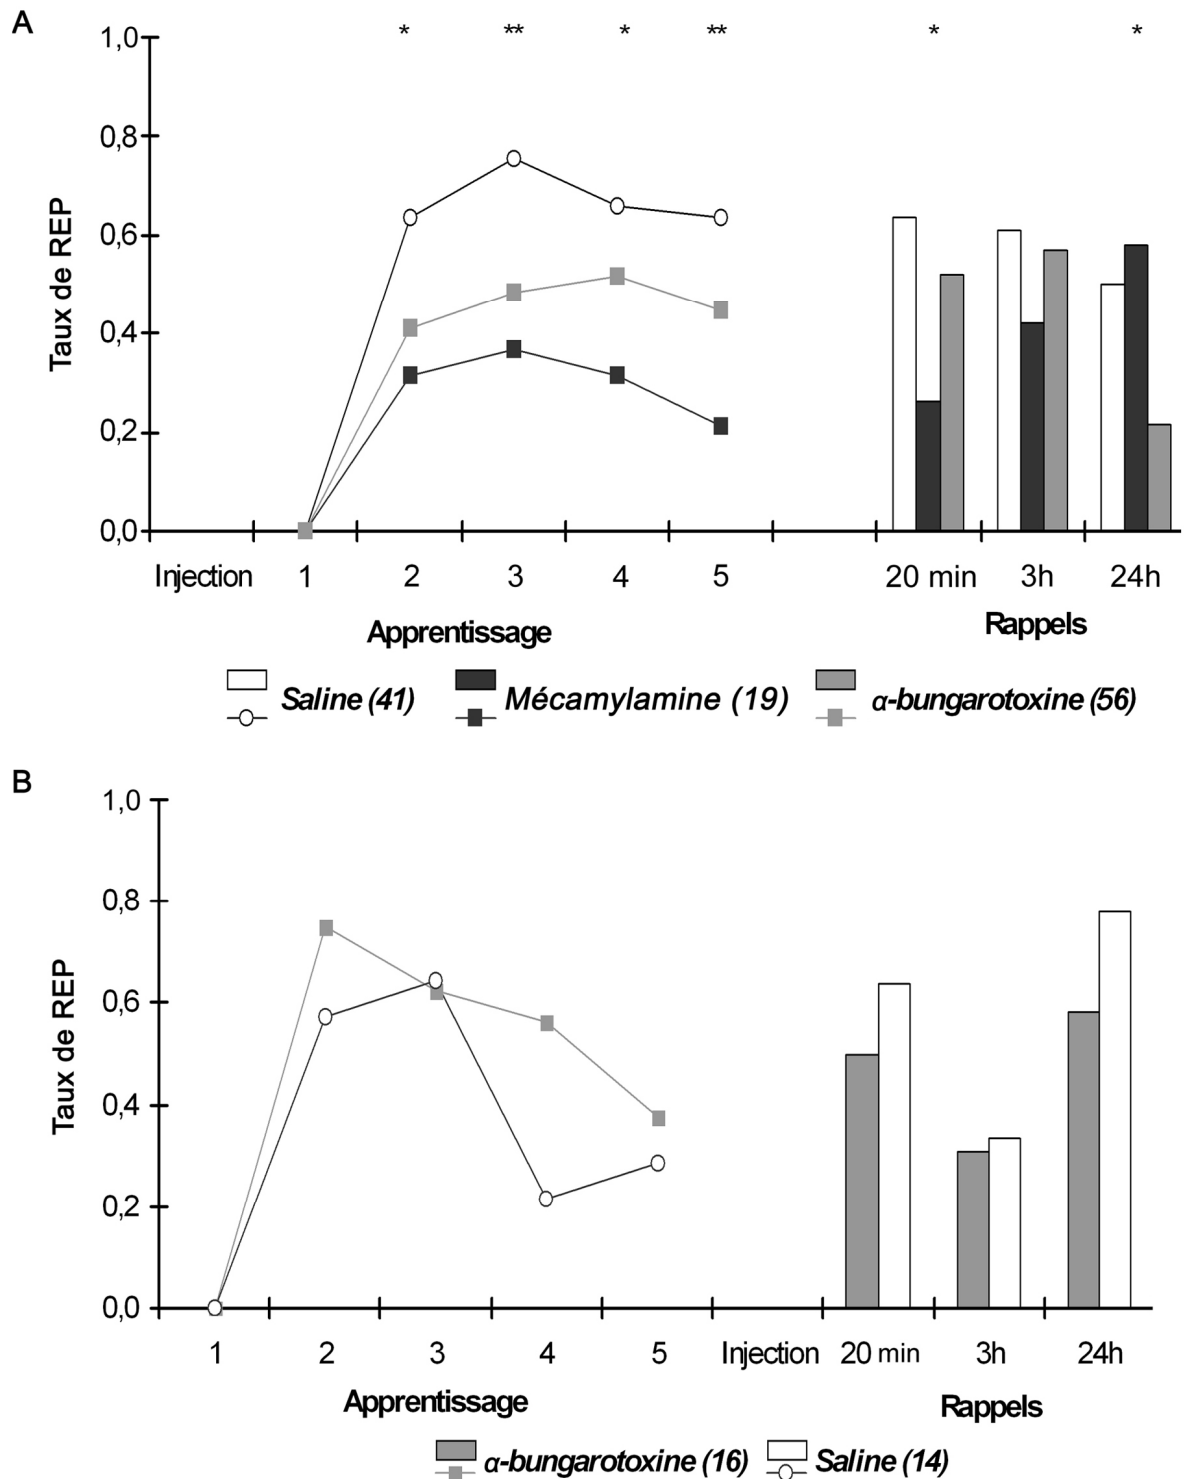 A
* ** * ** * *
1,0
0,8
0,6
0,4
0,2
0,0
Taux de REP
Injection 1 2 3 4 5 20 min 3h 24h
Apprentissage Rappels
Saline (41) Mécamylamine (19) α-bungarotoxine (56)
B
1,0
0,8
0,6
0,4
0,2
0,0
Taux de REP
1 2 3 4 5 Injection 20 min 3h 24h
Apprentissage Rappels
α-bungarotoxine (16) Saline (14)